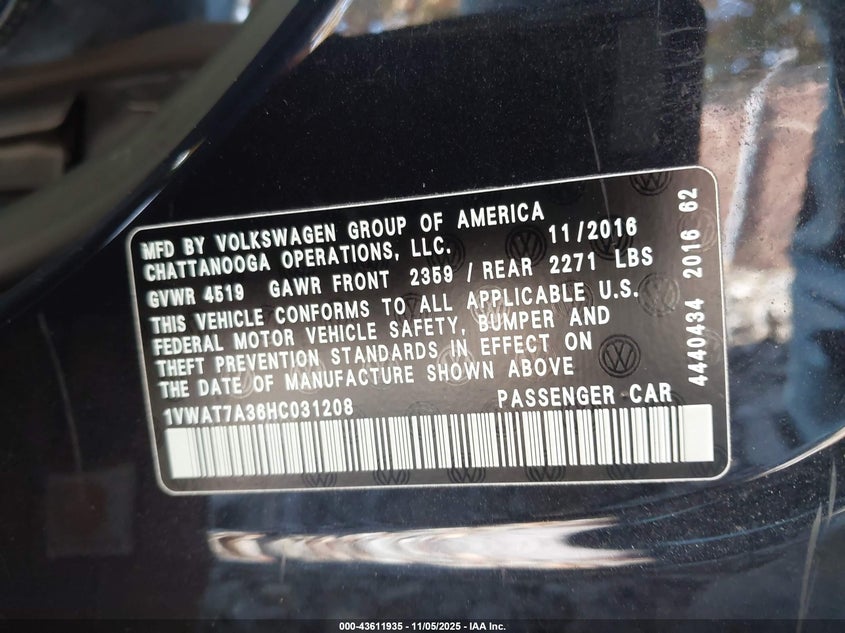 MFD BY VOLKSWAGEN GROUP OF AMERICA
CHATTANOOGA OPERATIONS, LLC. 11/2016
GVWR 4519 GAWR FRONT 2359 / REAR 2271 LBS
THIS VEHICLE CONFORMS TO ALL APPLICABLE U.S.
FEDERAL MOTOR VEHICLE SAFETY, BUMPER AND
THEFT PREVENTION STANDARDS IN EFFECT ON
THE DATE OF MANUFACTURE SHOWN ABOVE
1VWAT7A36HC031208 PASSENGER CAR
4440434 2016 62
000-43611935 - 11/05/2025 - IAA Inc.